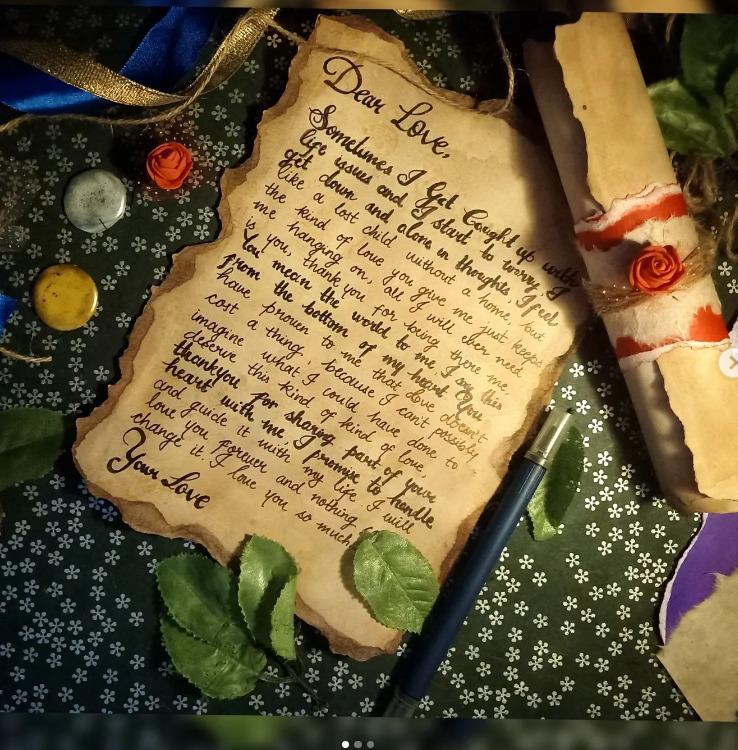 Dear Love,
Sometimes I Get Caught up with
life issues and I start to worry, I
get down and alone in thoughts, I feel
like a lost child without a home, but
the kind of love you give me just keeps
me hanging on, all I will ever need
is you, thank you for being there me,
You mean the world to me, I say this
from the bottom of my heart (You
have proven to me that love doesn't
cost a thing, because I can't possibly
imagine what I could have done to
deserve this kind of kind of love,
thankyou for sharing part of your
heart with me, I promise to handle
and guide it with my life I will
love you forever and nothing
change it, I love you so much
Your Love